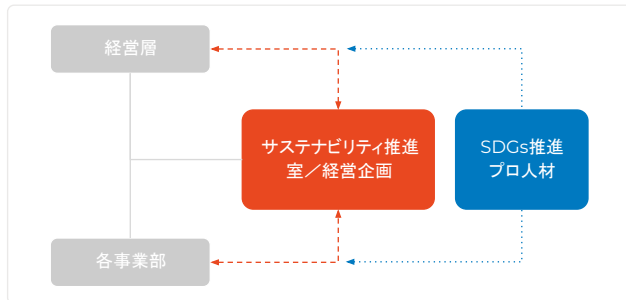 経営層
サステナビリティ推進
室／経営企画
SDGs推進
プロ人材
各事業部